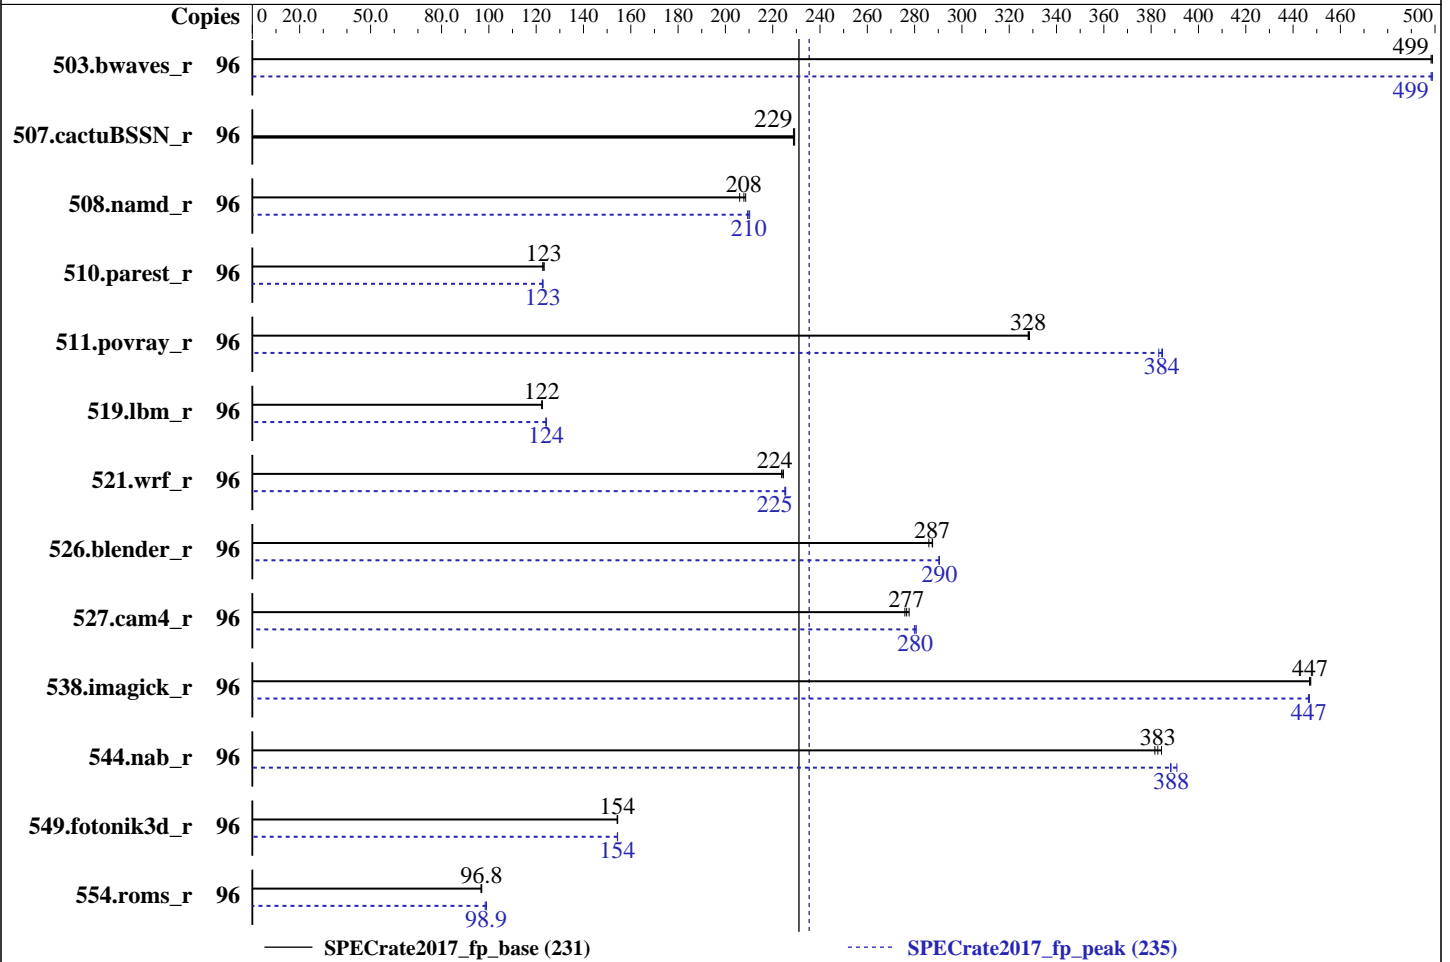 Copies 0 20.0 50.0 80.0 100 120 140 160 180 200 220 240 260 280 300 320 340 360 380 400 420 440 460 500
499
503.bwaves_r 96
499
229
507.cactuBSSN_r 96
208
508.namd_r 96
210
123
510.parest_r 96
123
328
511.povray_r 96
384
122
519.lbm_r 96
124
224
521.wrf_r 96
225
287
526.blender_r 96
290
277
527.cam4_r 96
280
447
538.imagick_r 96
447
383
544.nab_r 96
388
154
549.fotonik3d_r 96
154
96.8
554.roms_r 96
98.9
SPECrate2017_fp_base (231) SPECrate2017_fp_peak (235)